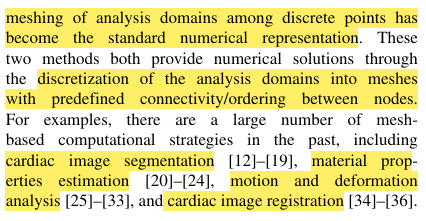 meshing of analysis domains among discrete points has
become the standard numerical representation. These
two methods both provide numerical solutions through
the discretization of the analysis domains into meshes
with predefined connectivity/ordering between nodes.
For examples, there are a large number of mesh-
based computational strategies in the past, including
cardiac image segmentation [12]–[19], material prop-
erties estimation [20]–[24], motion and deformation
analysis [25]–[33], and cardiac image registration [34]–[36].